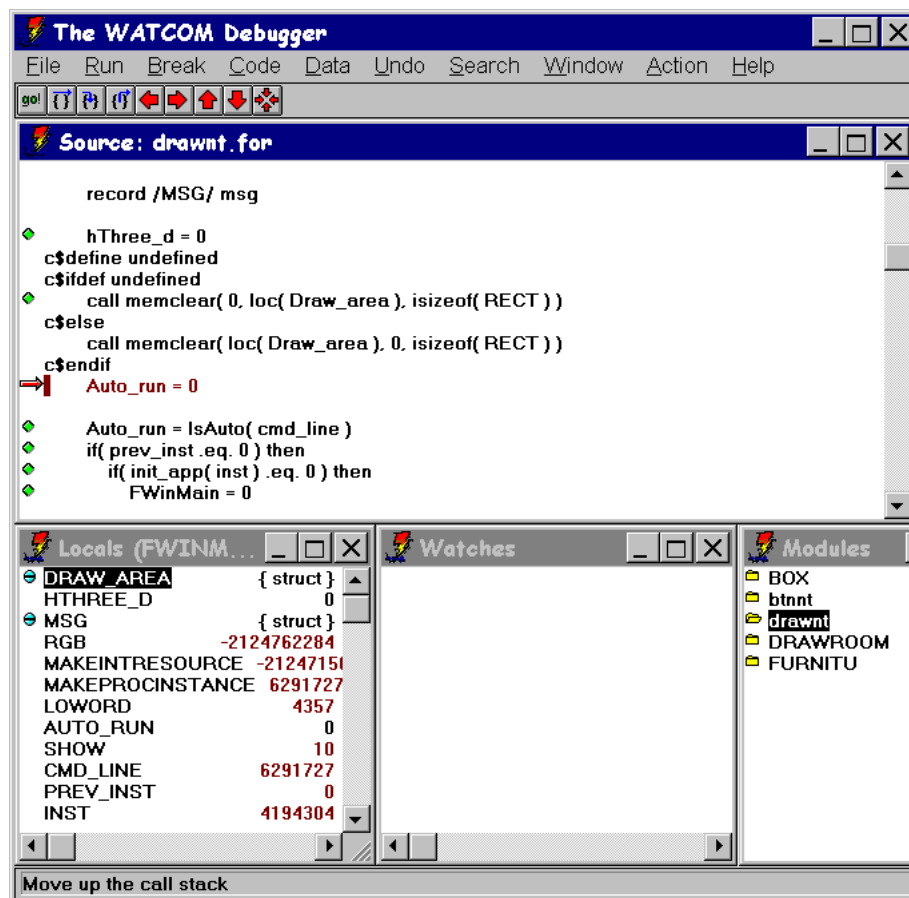 The WATCOM Debugger
File Run Break Code Data Undo Search Window Action Help
go!
Source: drawnt.for
record /MSG/ msg
hThree_d = 0
c$define undefined
c$ifdef undefined
call memclear( 0, loc( Draw_area ), isizeof( RECT ) )
c$else
call memclear( loc( Draw_area ), 0, isizeof( RECT ) )
c$endif
Auto_run = 0
Auto_run = IsAuto( cmd_line )
if( prev_inst .eq. 0 ) then
if( init_app( inst ) .eq. 0 ) then
FWinMain = 0
Locals (FWINM...
DRAW_AREA { struct }
HTHREE_D 0
MSG { struct }
RGB -2124762284
MAKEINTRESOURCE -2124715
MAKEPROCINSTANCE 6291727
LOWORD 4357
AUTO_RUN 0
SHOW 10
CMD_LINE 6291727
PREV_INST 0
INST 4194304
Watches
Modules
BOX
btnnt
drawnt
DRAWROOM
FURNITU
Move up the call stack